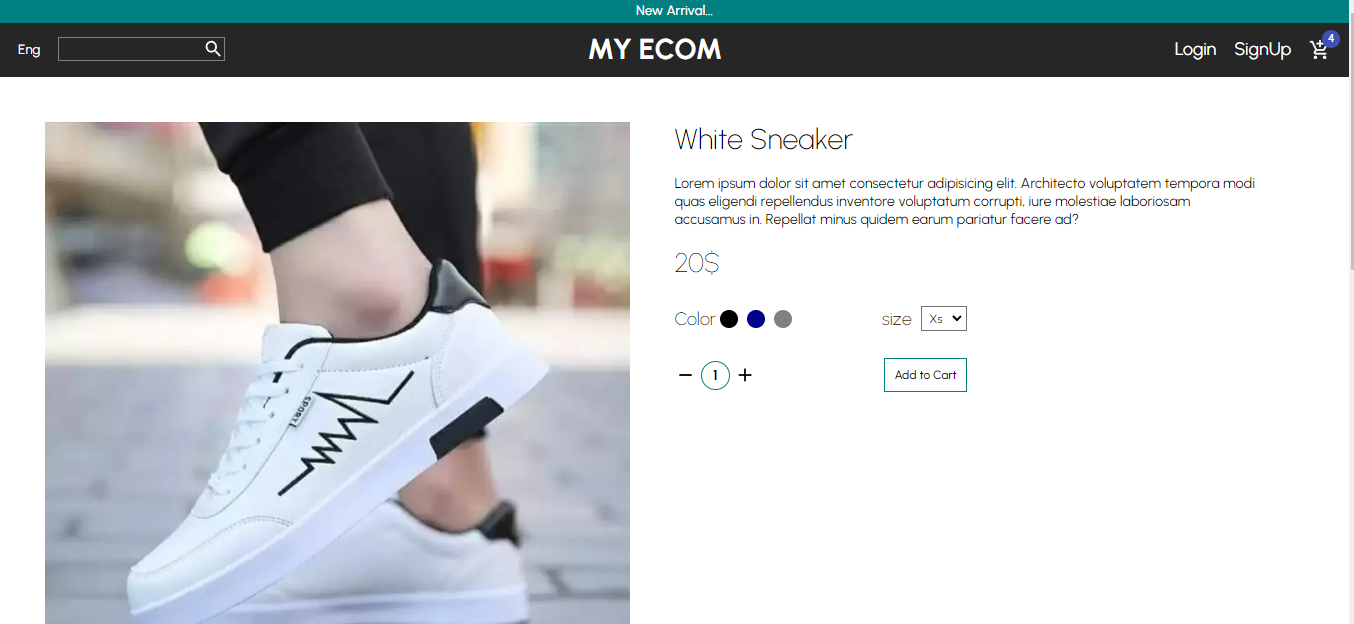 New Arrival...
Eng
MY ECOM
Login SignUp 4
White Sneaker
Lorem ipsum dolor sit amet consectetur adipisicing elit. Architecto voluptatem tempora modi
quas eligendi repellendus inventore voluptatum corrupti, iure molestiae laboriosam
accusamus in. Repellat minus quidem earum pariatur facere ad?
20$
Color size Xs
1 Add to Cart
SPORT